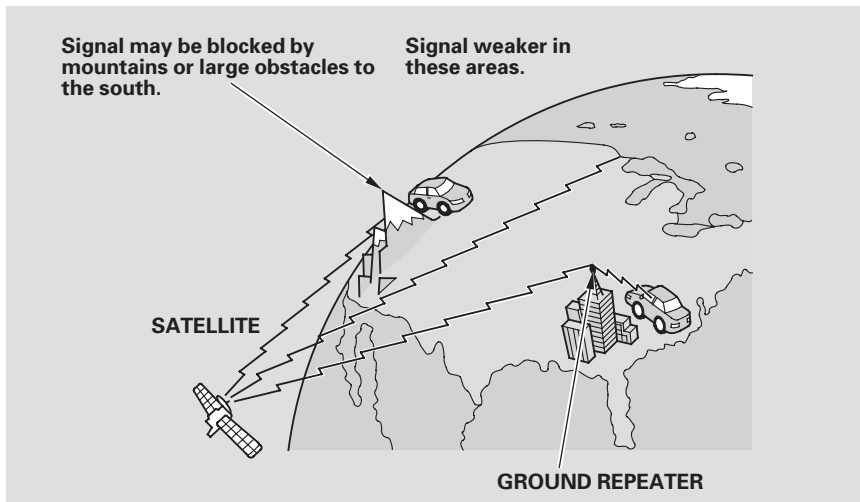 Signal may be blocked by
mountains or large obstacles to
the south.
Signal weaker in
these areas.
SATELLITE
GROUND REPEATER